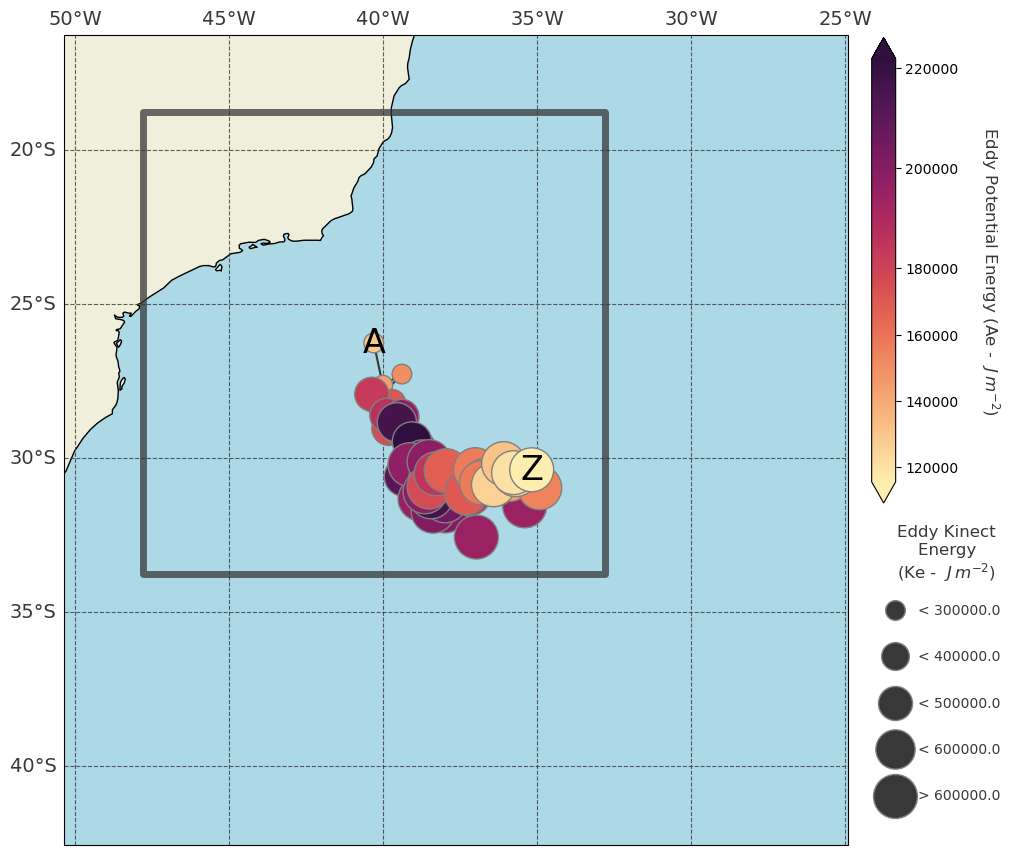 50°W 45°W 40°W 35°W 30°W 25°W
20°S
25°S
30°S
35°S
40°S
A
Z
220000
200000
180000
160000
140000
120000
Eddy Potential Energy (Ae - J m⁻²)
Eddy Kinect
Energy
(Ke - J m⁻²)
< 300000.0
< 400000.0
< 500000.0
< 600000.0
> 600000.0